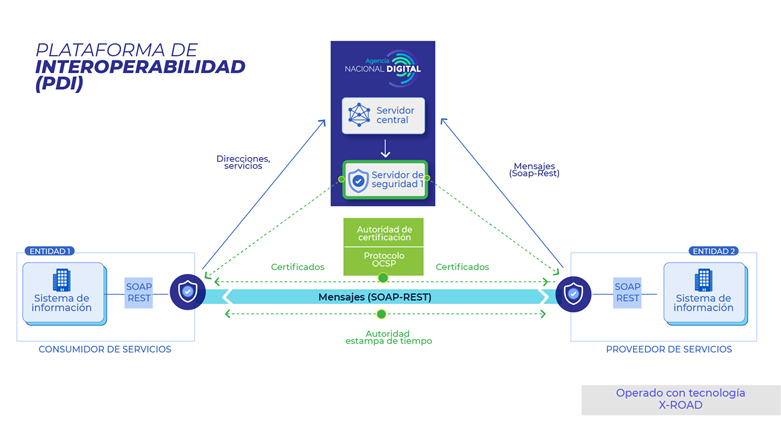 PLATAFORMA DE
INTEROPERABILIDAD
(PDI)
Agencia
NACIONAL DIGITAL
Servidor
central
Servidor de
seguridad 1
Direcciones,
servicios
Mensajes
(Soap-Rest)
Autoridad de
certificación
Protocolo
OCSP
Certificados
Certificados
ENTIDAD 1
Sistema de
información
SOAP
REST
Mensajes (SOAP-REST)
ENTIDAD 2
SOAP
REST
Sistema de
información
Autoridad
estampa de tiempo
CONSUMIDOR DE SERVICIOS
PROVEEDOR DE SERVICIOS
Operado con tecnología
X-ROAD